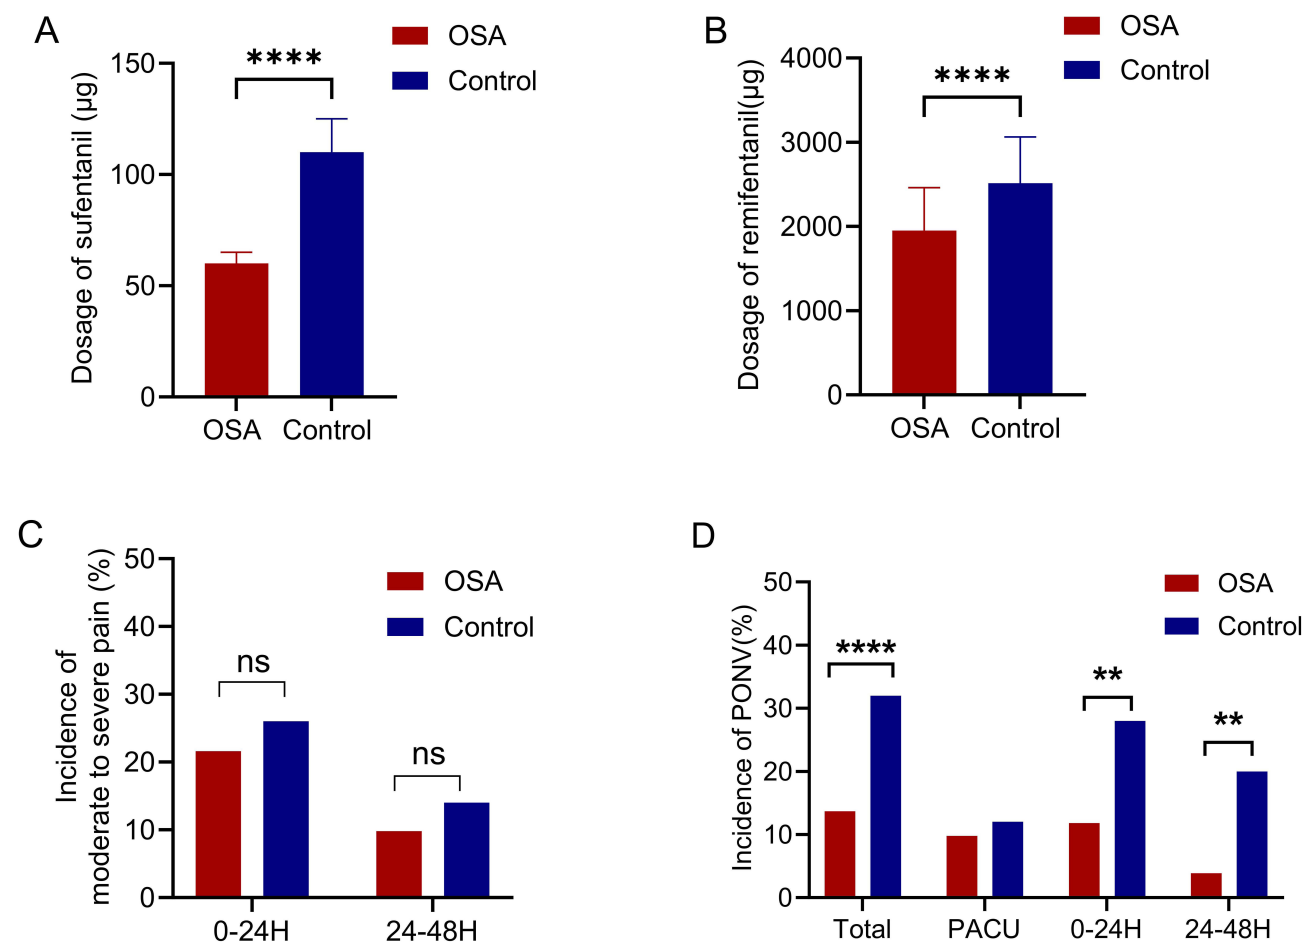 A
OSA
Control
****
Dosage of sufentanil (μg)
150
100
50
0
OSA Control
B
OSA
Control
****
Dosage of remifentanil(μg)
4000
3000
2000
1000
0
OSA Control
C
OSA
Control
Incidence of
moderate to severe pain (%)
50
40
30
20
10
0
ns
ns
0-24H 24-48H
D
OSA
Control
Incidence of PONV(%)
50
40
30
20
10
0
****
**
**
Total PACU 0-24H 24-48H